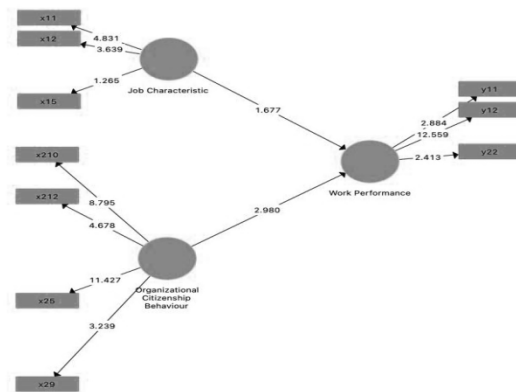 x11
4.831
x12
3.639
x15
1.265
Job Characteristic
1.677
y11
2.884
y12
12.559
y22
2.413
Work Performance
x210
8.795
x212
4.678
2.980
x25
11.427
Organizational
Citizenship
Behaviour
3.239
x29